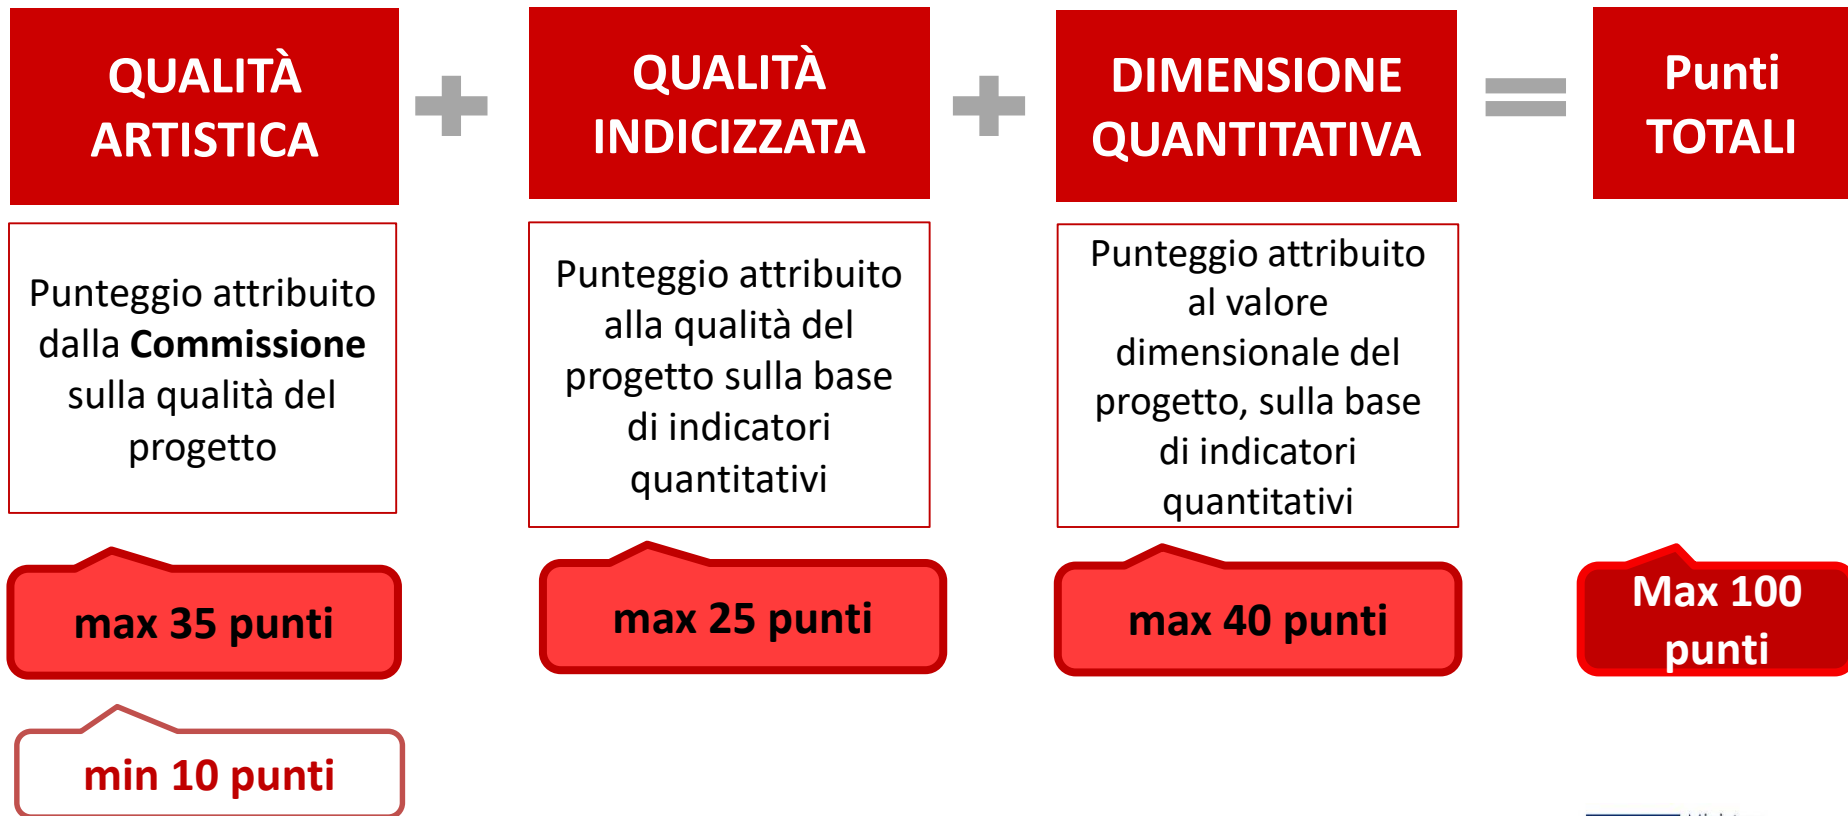 QUALITÀ
ARTISTICA
QUALITÀ
INDICIZZATA
DIMENSIONE
QUANTITATIVA
Punti
TOTALI
Punteggio attribuito
dalla Commissione
sulla qualità del
progetto
Punteggio attribuito
alla qualità del
progetto sulla base
di indicatori
quantitativi
Punteggio attribuito
al valore
dimensionale del
progetto, sulla base
di indicatori
quantitativi
max 35 punti
max 25 punti
max 40 punti
Max 100
punti
min 10 punti